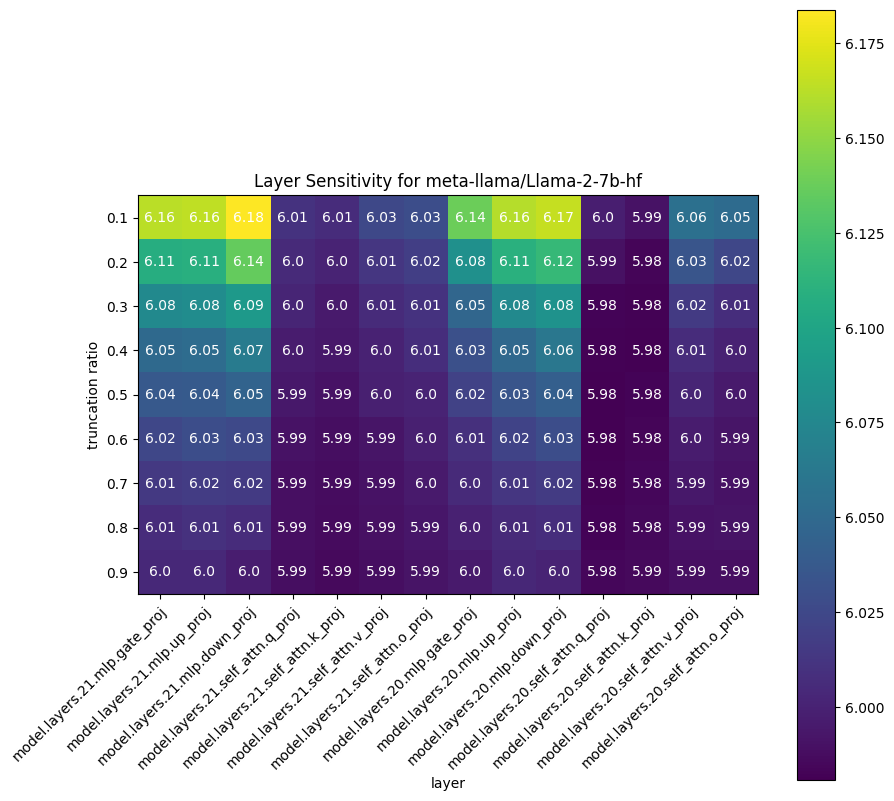 Layer Sensitivity for meta-llama/Llama-2-7b-hf
truncation ratio
0.1 6.16 6.16 6.18 6.01 6.01 6.03 6.03 6.14 6.16 6.17 6.0 5.99 6.06 6.05
0.2 6.11 6.11 6.14 6.0 6.0 6.01 6.02 6.08 6.11 6.12 5.99 5.98 6.03 6.02
0.3 6.08 6.08 6.09 6.0 6.0 6.01 6.01 6.05 6.08 6.08 5.98 5.98 6.02 6.01
0.4 6.05 6.05 6.07 6.0 5.99 6.0 6.01 6.03 6.05 6.06 5.98 5.98 6.01 6.0
0.5 6.04 6.04 6.05 5.99 5.99 6.0 6.0 6.02 6.03 6.04 5.98 5.98 6.0 6.0
0.6 6.02 6.03 6.03 5.99 5.99 5.99 6.0 6.01 6.02 6.03 5.98 5.98 6.0 5.99
0.7 6.01 6.02 6.02 5.99 5.99 5.99 6.0 6.0 6.01 6.02 5.98 5.98 5.99 5.99
0.8 6.01 6.01 6.01 5.99 5.99 5.99 5.99 6.0 6.01 6.01 5.98 5.98 5.99 5.99
0.9 6.0 6.0 6.0 5.99 5.99 5.99 5.99 6.0 6.0 6.0 5.98 5.99 5.99 5.99
model.layers.21.mlp.gate_proj
model.layers.21.mlp.up_proj
model.layers.21.mlp.down_proj
model.layers.21.self_attn.q_proj
model.layers.21.self_attn.k_proj
model.layers.21.self_attn.v_proj
model.layers.21.self_attn.o_proj
model.layers.20.mlp.gate_proj
model.layers.20.mlp.up_proj
model.layers.20.mlp.down_proj
model.layers.20.self_attn.q_proj
model.layers.20.self_attn.k_proj
model.layers.20.self_attn.v_proj
model.layers.20.self_attn.o_proj
layer
6.175
6.150
6.125
6.100
6.075
6.050
6.025
6.000